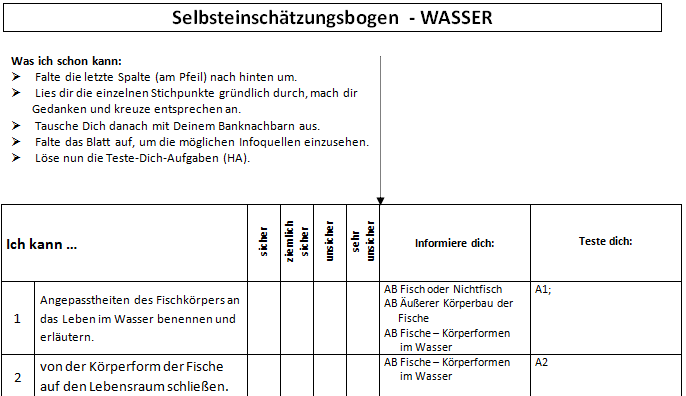 Selbsteinschätzungsbogen - WASSER
Was ich schon kann:
➤ Falte die letzte Spalte (am Pfeil) nach hinten um.
➤ Lies dir die einzelnen Stichpunkte gründlich durch, mach dir
Gedanken und kreuze entsprechen an.
➤ Tausche Dich danach mit Deinem Banknachbarn aus.
➤ Falte das Blatt auf, um die möglichen Infoquellen einzusehen.
➤ Löse nun die Teste-Dich-Aufgaben (HA).
Ich kann ...
sicher
ziemlich
sicher
unsicher
sehr
unsicher
Informiere dich:
Teste dich:
1
Angepasstheiten des Fischkörpers an
das Leben im Wasser benennen und
erläutern.
AB Fisch oder Nichtfisch
AB Äußerer Körperbau der
Fische
AB Fische – Körperformen
im Wasser
A1;
2
von der Körperform der Fische
auf den Lebensraum schließen.
AB Fische – Körperformen
im Wasser
A2